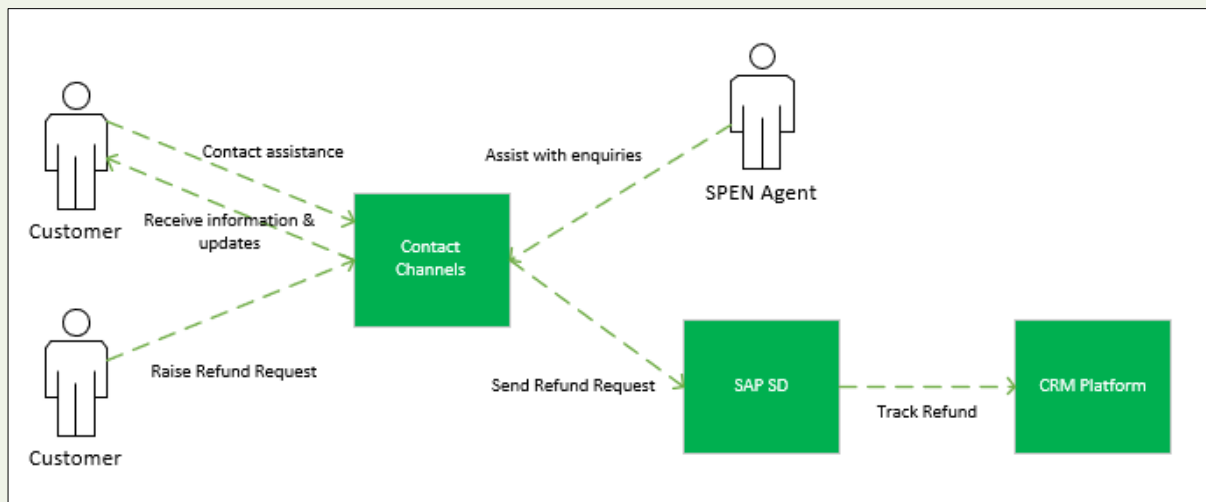 Contact assistance
Assist with enquiries
SPEN Agent
Customer
Receive information &
updates
Contact
Channels
Raise Refund Request
Send Refund Request
SAP SD
Track Refund
CRM Platform
Customer